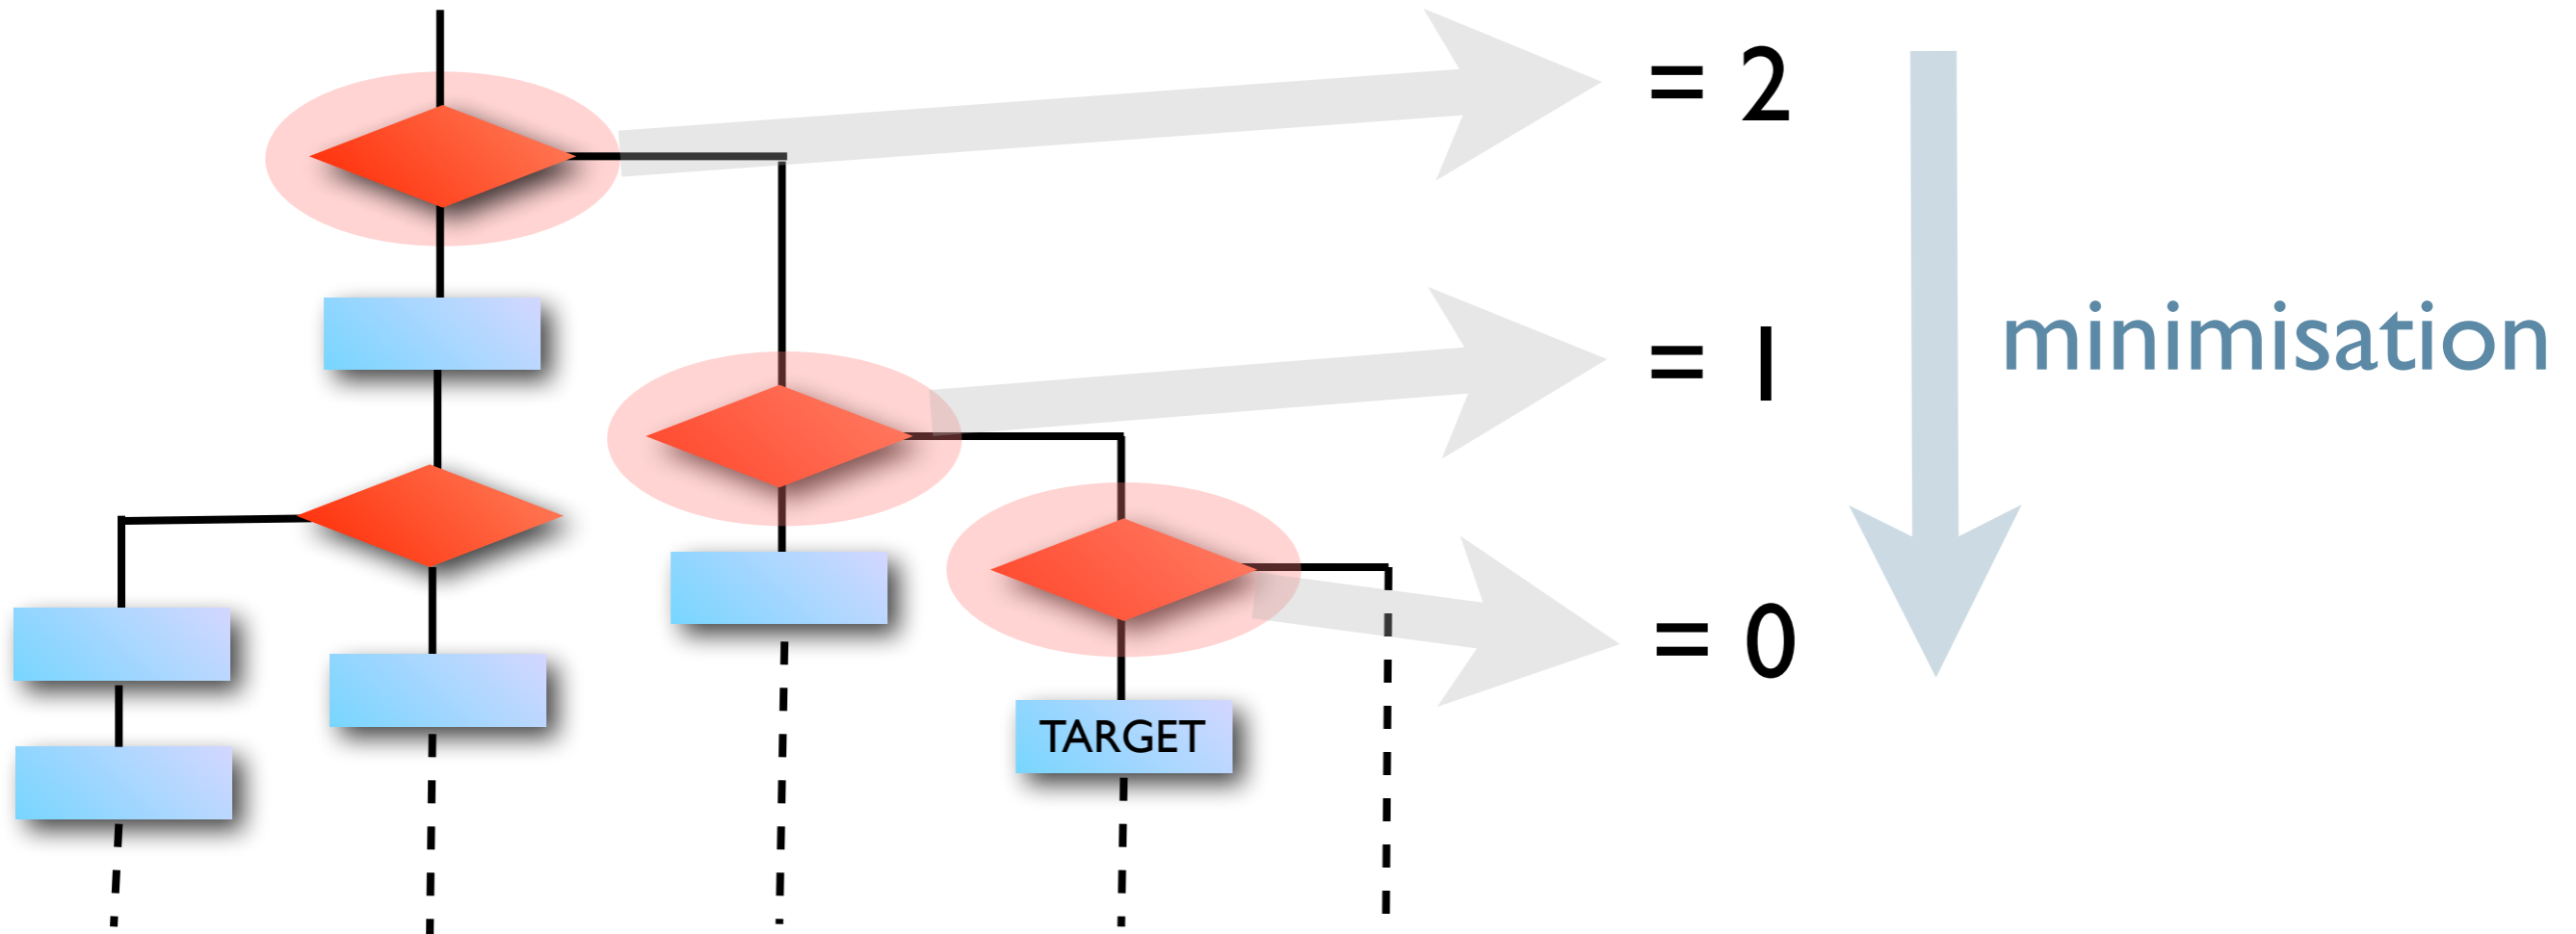 = 2
= 1
minimisation
= 0
TARGET